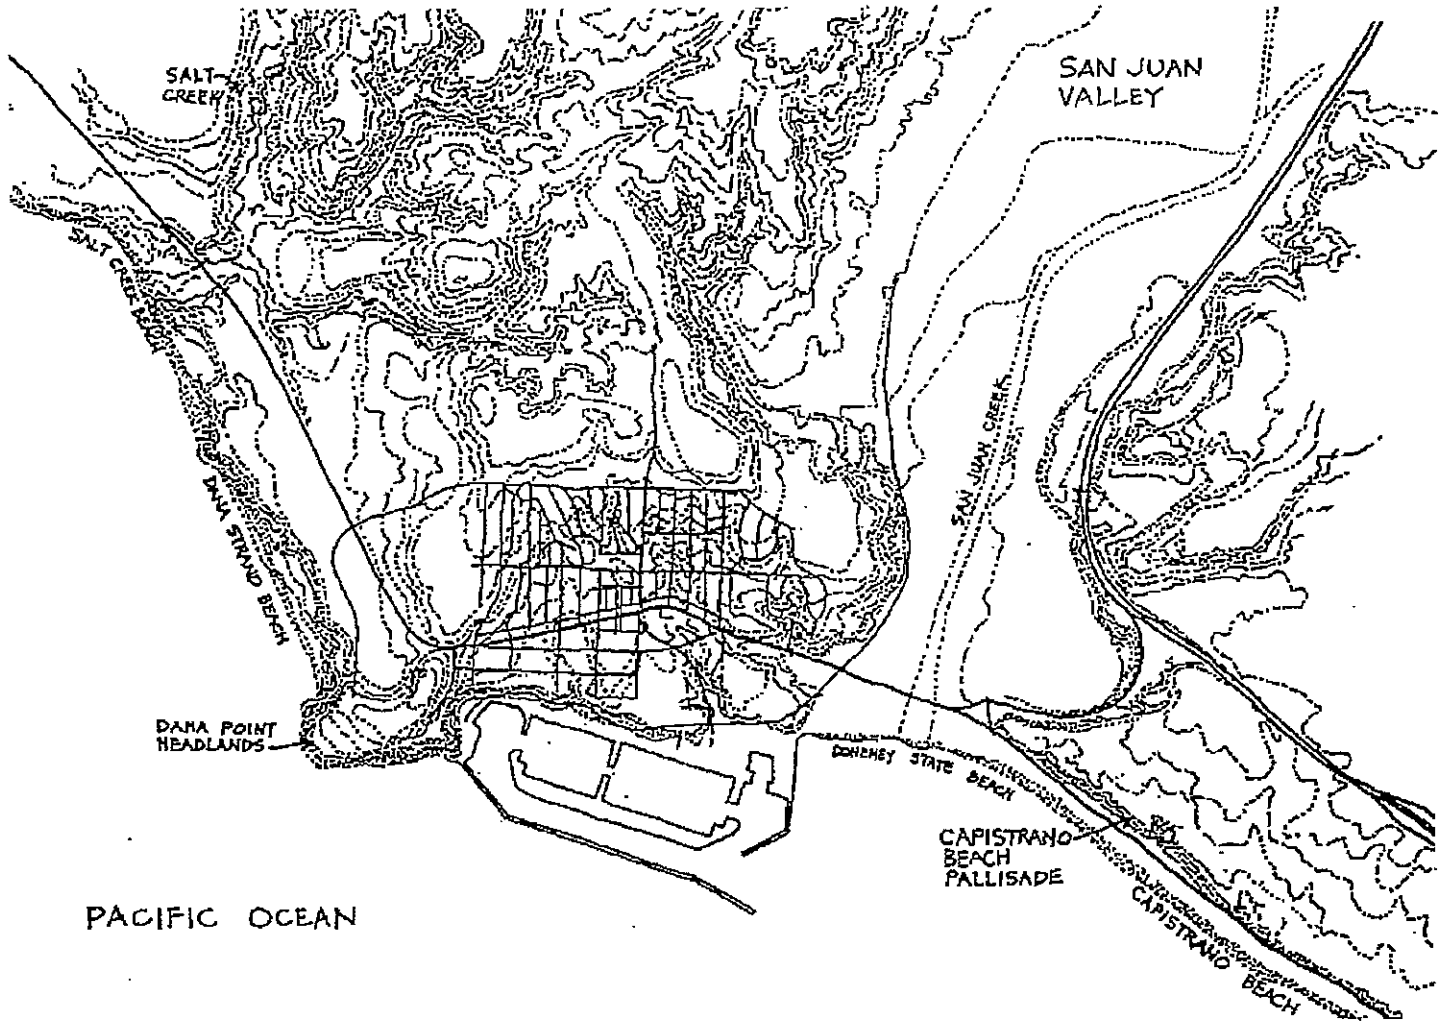 SALT
CREEK
SAN JUAN
VALLEY
SALT CREEK BEACH
SAN JUAN CREEK
DANA STRAND BEACH
DANA POINT
HEADLANDS
DOHENEY STATE BEACH
CAPISTRANO
BEACH
PALLISADE
CAPISTRANO BEACH
PACIFIC OCEAN